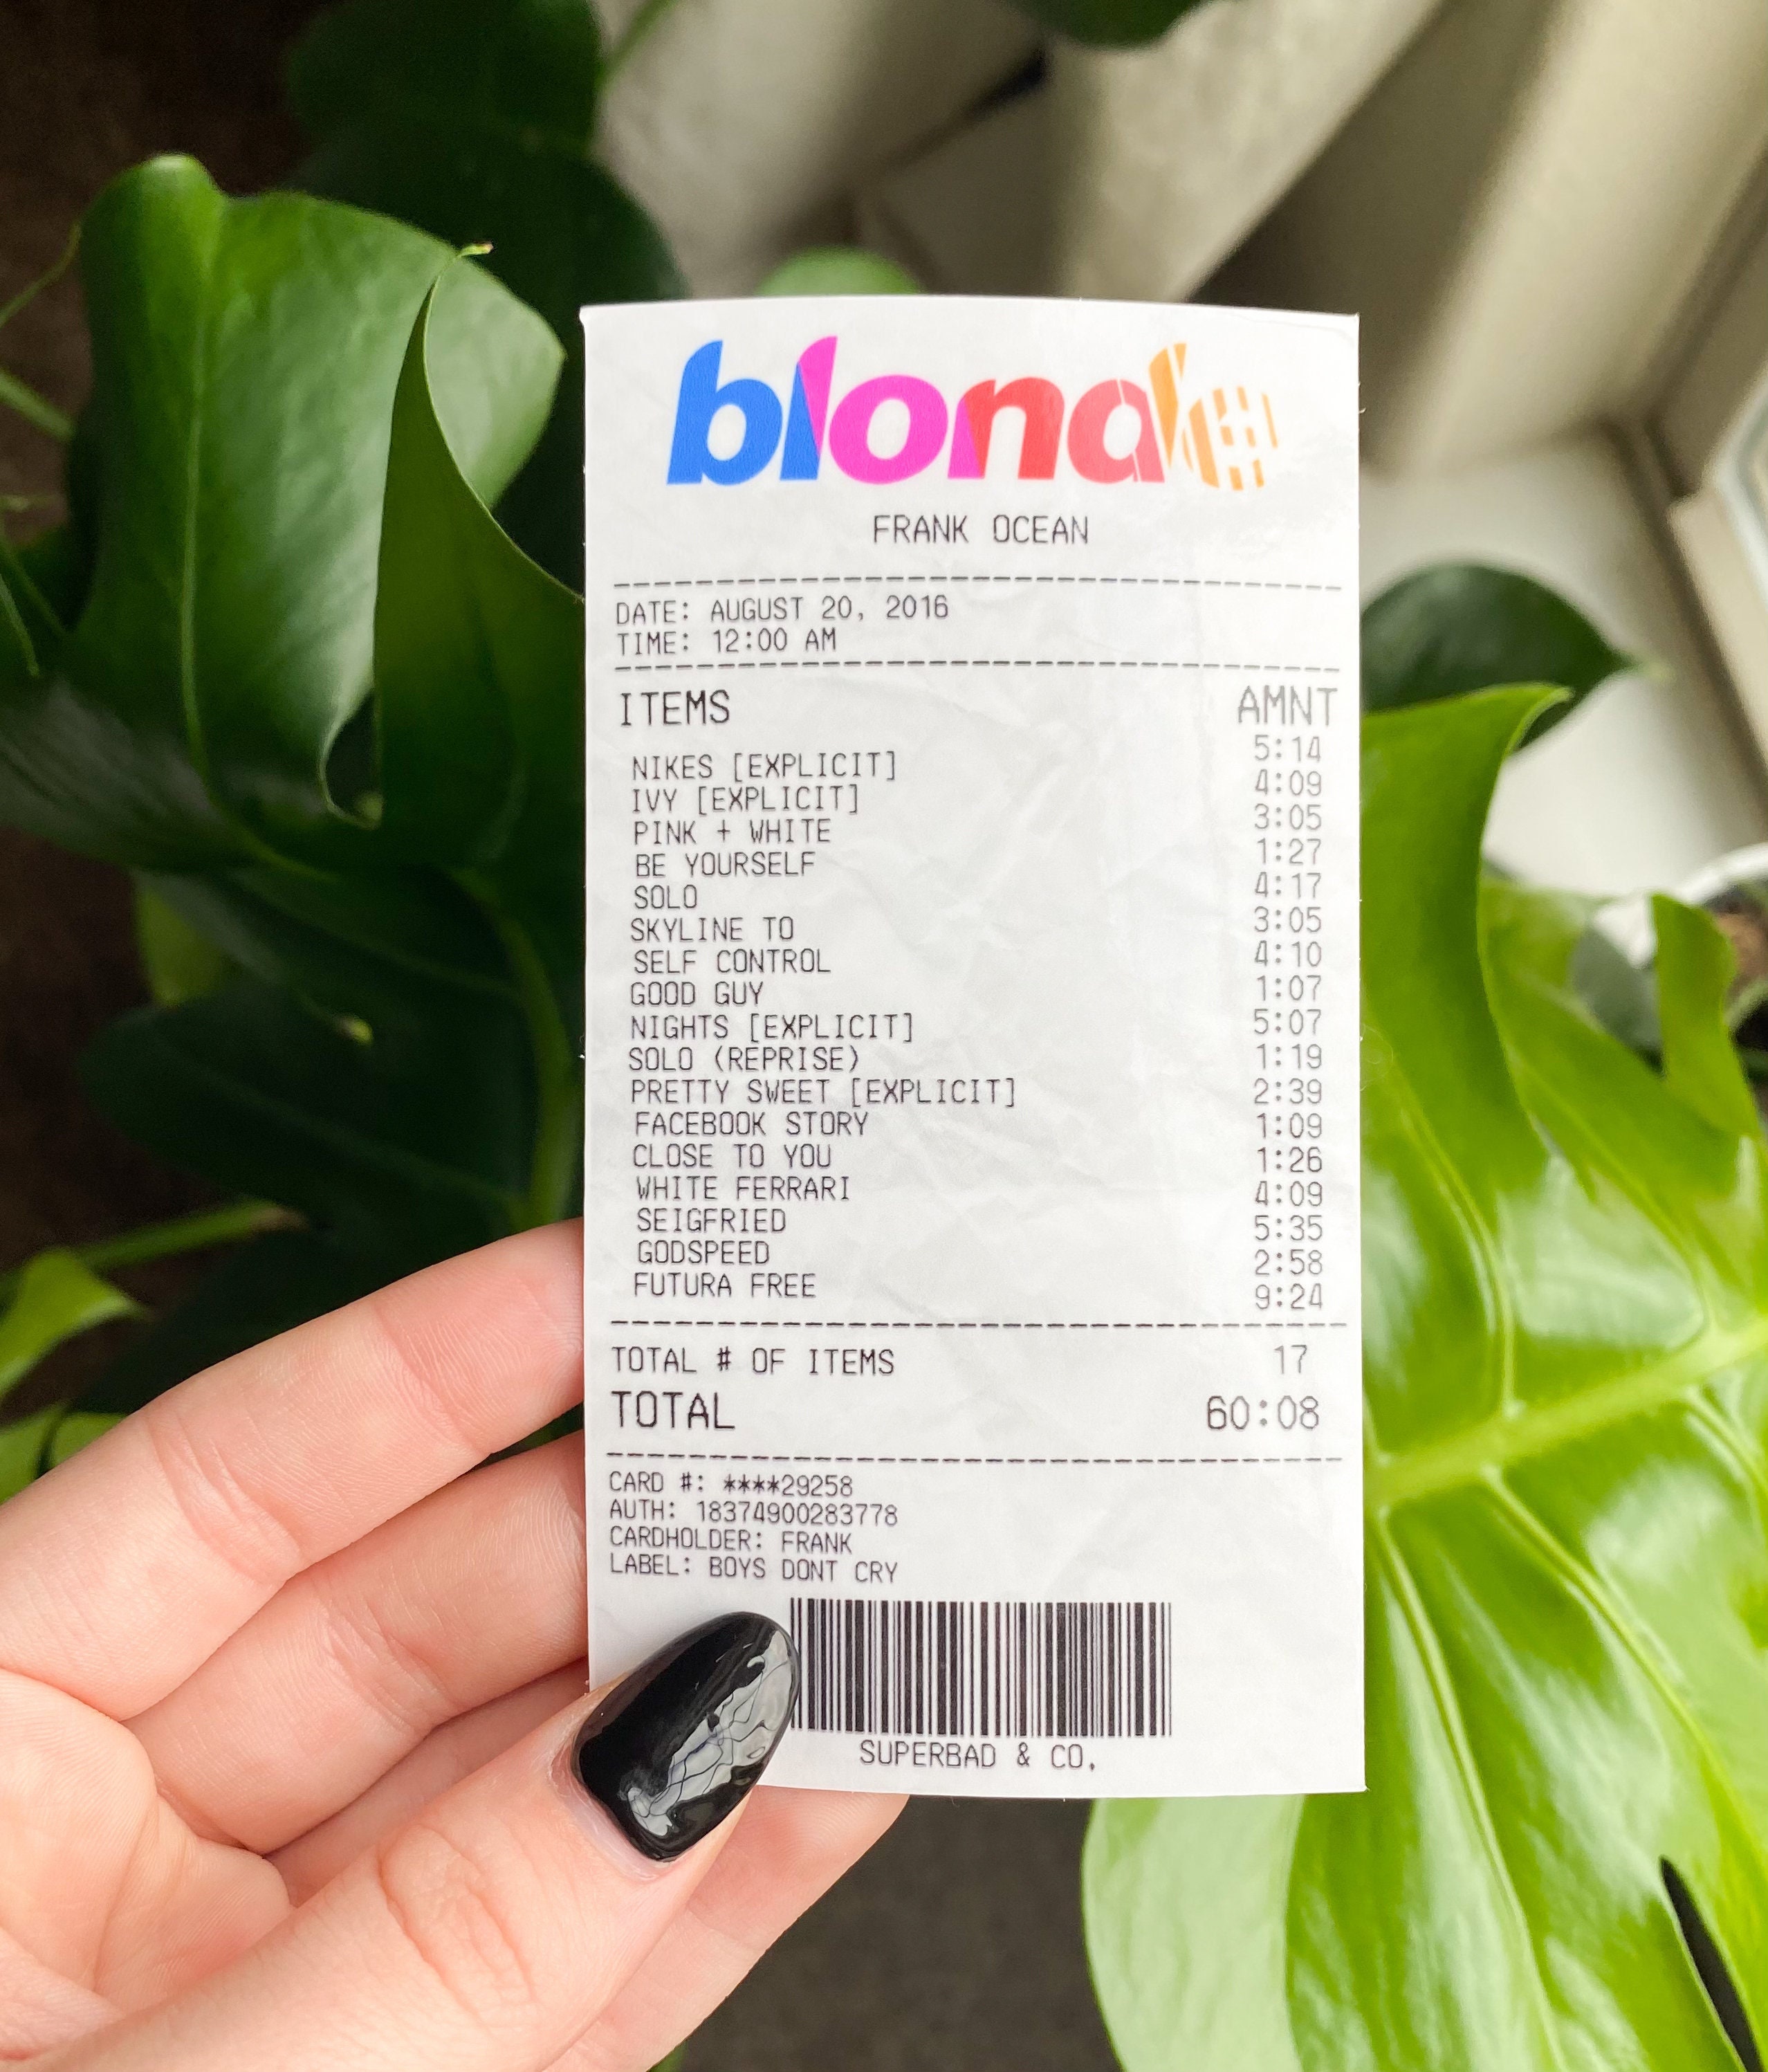 blonde
FRANK OCEAN
DATE: AUGUST 20, 2016
TIME: 12:00 AM
ITEMS AMNT
NIKES [EXPLICIT] 5:14
IVY [EXPLICIT] 4:09
PINK + WHITE 3:05
BE YOURSELF 1:27
SOLO 4:17
SKYLINE TO 3:05
SELF CONTROL 4:10
GOOD GUY 1:07
NIGHTS [EXPLICIT] 5:07
SOLO (REPRISE) 1:19
PRETTY SWEET [EXPLICIT] 2:39
FACEBOOK STORY 1:09
CLOSE TO YOU 1:26
WHITE FERRARI 4:09
SEIGFRIED 5:35
GODSPEED 2:58
FUTURA FREE 9:24
TOTAL # OF ITEMS 17
TOTAL 60:08
CARD #: ****29258
AUTH: 18374900283778
CARDHOLDER: FRANK
LABEL: BOYS DONT CRY
SUPERBAD & CO.